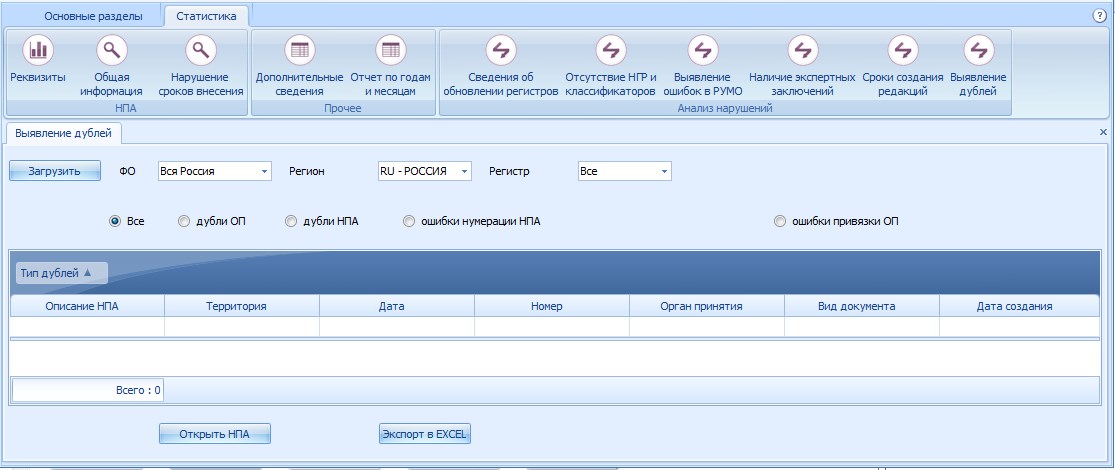 Основные разделы Статистика ?
Реквизиты Общая информация Нарушение сроков внесения Дополнительные сведения Отчет по годам и месяцам Сведения об обновлении регистров Отсутствие НГР и классификаторов Выявление ошибок в РУМО Наличие экспертных заключений Сроки создания редакций Выявление дублей
НПА Прочее Анализ нарушений
Выявление дублей
Загрузить ФО Вся Россия Регион RU - РОССИЯ Регистр Все
Все дубли ОП дубли НПА ошибки нумерации НПА ошибки привязки ОП
Тип дублей
Описание НПА Территория Дата Номер Орган принятия Вид документа Дата создания
Всего : 0
Открыть НПА Экспорт в EXCEL